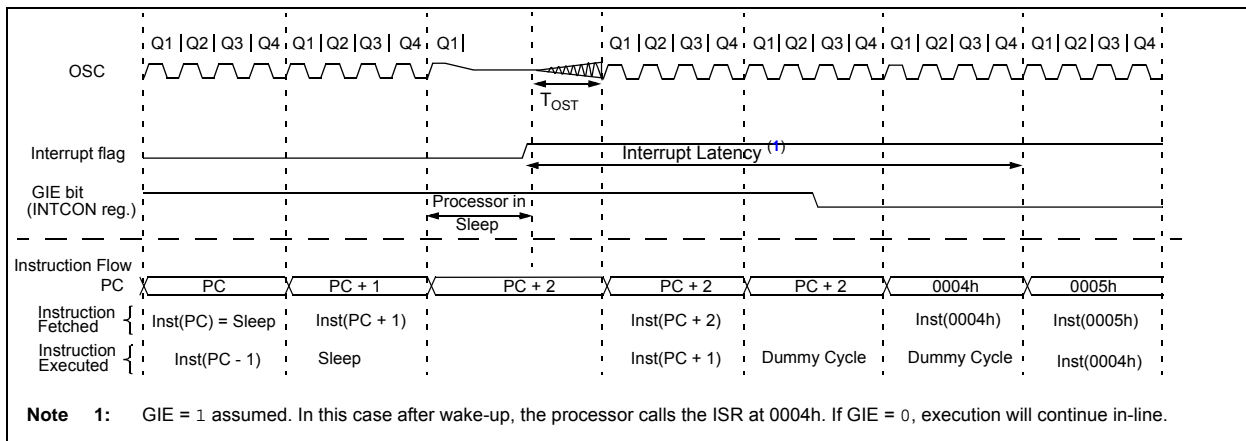 Q1 | Q2 | Q3 | Q4 Q1 | Q2 | Q3 | Q4 Q1 | Q1 | Q2 | Q3 | Q4 Q1 | Q2 | Q3 | Q4 Q1 | Q2 | Q3 | Q4 Q1 | Q2 | Q3 | Q4
OSC
TOST
Interrupt flag
Interrupt Latency (1)
GIE bit
(INTCON reg.)
Processor in
Sleep
Instruction Flow
PC PC PC + 1 PC + 2 PC + 2 PC + 2 0004h 0005h
Instruction
Fetched { Inst(PC) = Sleep Inst(PC + 1) Inst(PC + 2) Inst(0004h) Inst(0005h)
Instruction
Executed { Inst(PC - 1) Sleep Inst(PC + 1) Dummy Cycle Dummy Cycle Inst(0004h)
Note 1: GIE = 1 assumed. In this case after wake-up, the processor calls the ISR at 0004h. If GIE = 0, execution will continue in-line.